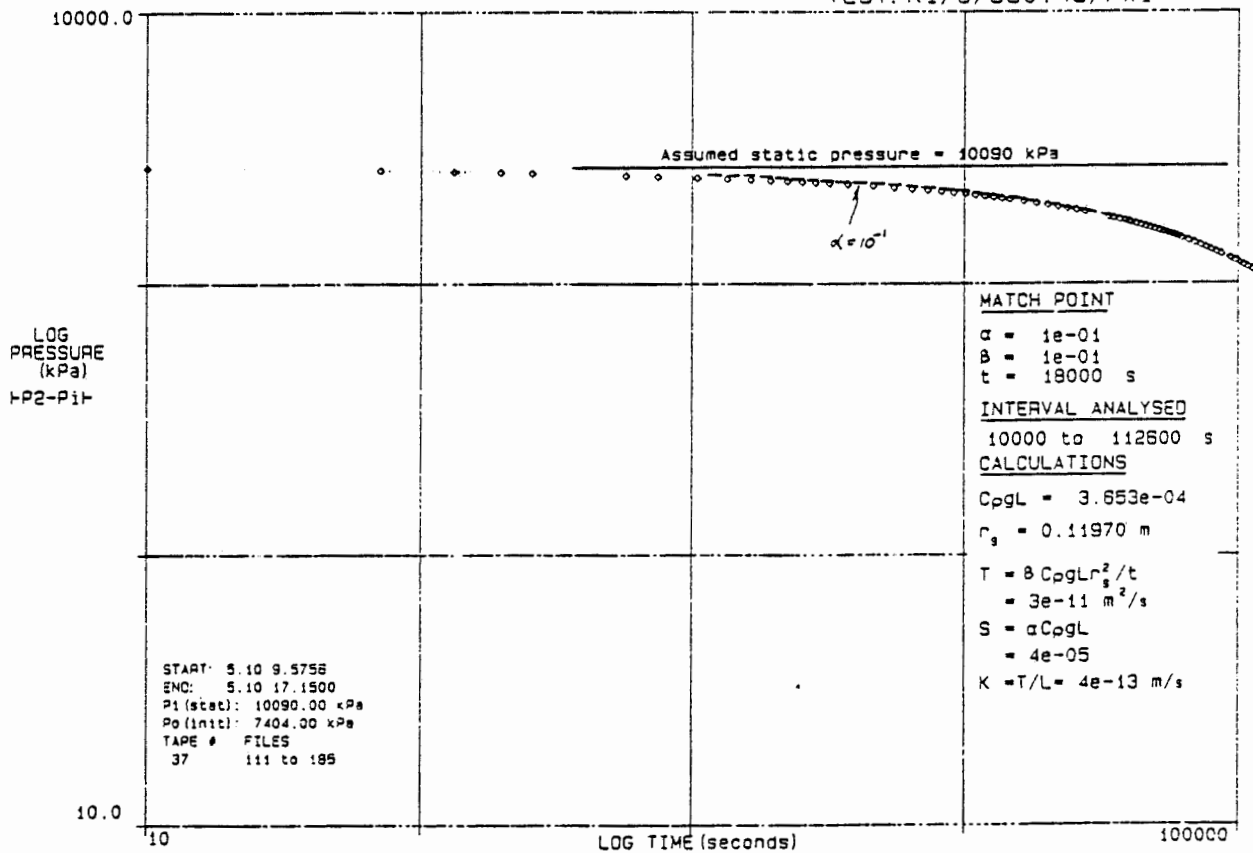 10000.0
Assumed static pressure = 10090 kPa
α = 10⁻¹
LOG
PRESSURE
(kPa)
|P2-Pi|
MATCH POINT
α = 1e-01
β = 1e-01
t = 18000 s
INTERVAL ANALYSED
10000 to 112600 s
CALCULATIONS
CρgL = 3.653e-04
rₛ = 0.11970 m
T = β CρgLrₛ²/t
= 3e-11 m²/s
S = αCρgL
= 4e-05
K =T/L= 4e-13 m/s
START: 5.10 9.5756
END: 5.10 17.1500
Pi(stat): 10090.00 kPa
Po(init): 7404.00 kPa
TAPE # FILES
37 111 to 185
10.0
10
LOG TIME (seconds)
100000